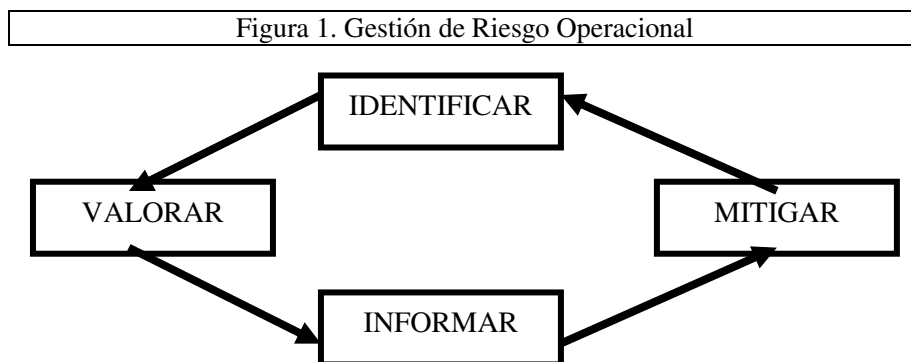 Figura 1. Gestión de Riesgo Operacional
IDENTIFICAR
VALORAR
MITIGAR
INFORMAR